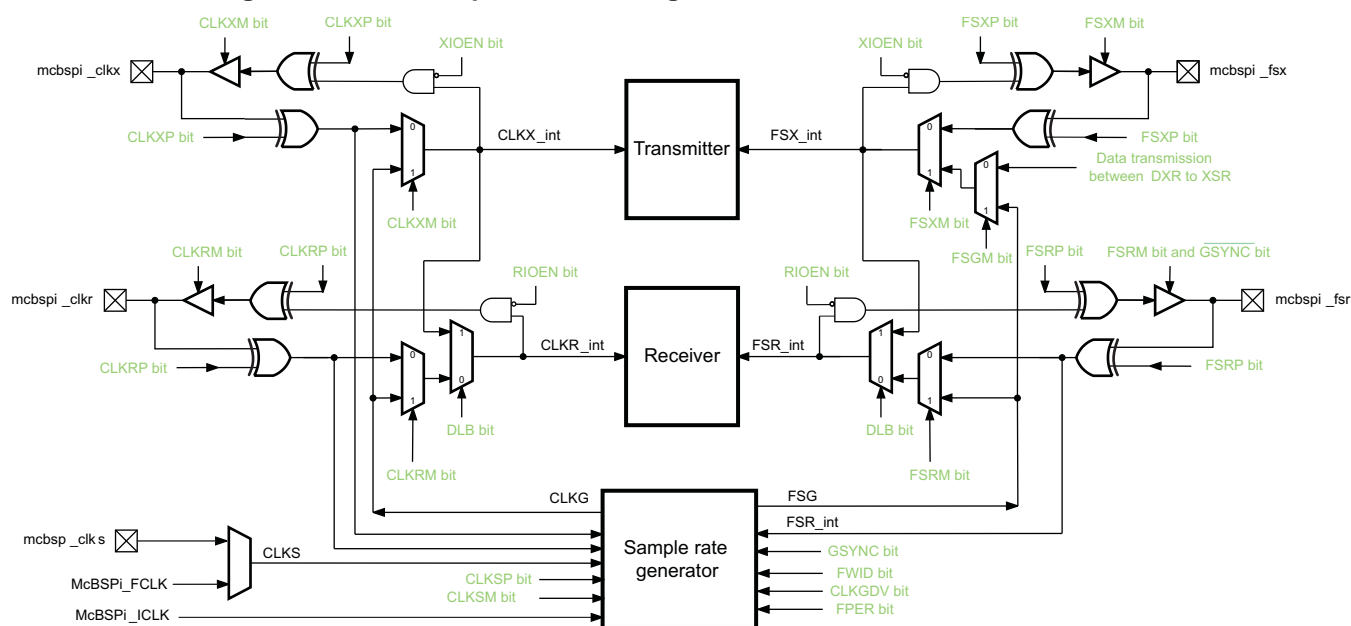 CLKXM bit
CLKXP bit
XIOEN bit
mcbspi _clkx
CLKXP bit
0
1
CLKXM bit
CLKX_int
Transmitter
FSX_int
XIOEN bit
FSXP bit
FSXM bit
mcbspi _fsx
0
1
FSXP bit
Data transmission
between DXR to XSR
0
1
FSXM bit
FSGM bit
CLKRM bit
CLKRP bit
RIOEN bit
mcbspi _clkr
CLKRP bit
0
1
1
0
CLKR_int
DLB bit
CLKRM bit
Receiver
FSR_int
RIOEN bit
FSRP bit
FSRM bit and GSYNC bit
mcbspi _fsr
1
0
0
1
FSRP bit
DLB bit
FSRM bit
CLKG
FSG
FSR_int
mcbsp _clk s
CLKS
McBSPi_FCLK
McBSPi _ICLK
CLKSP bit
CLKSM bit
Sample rate
generator
GSYNC bit
FWID bit
CLKGDV bit
FPER bit